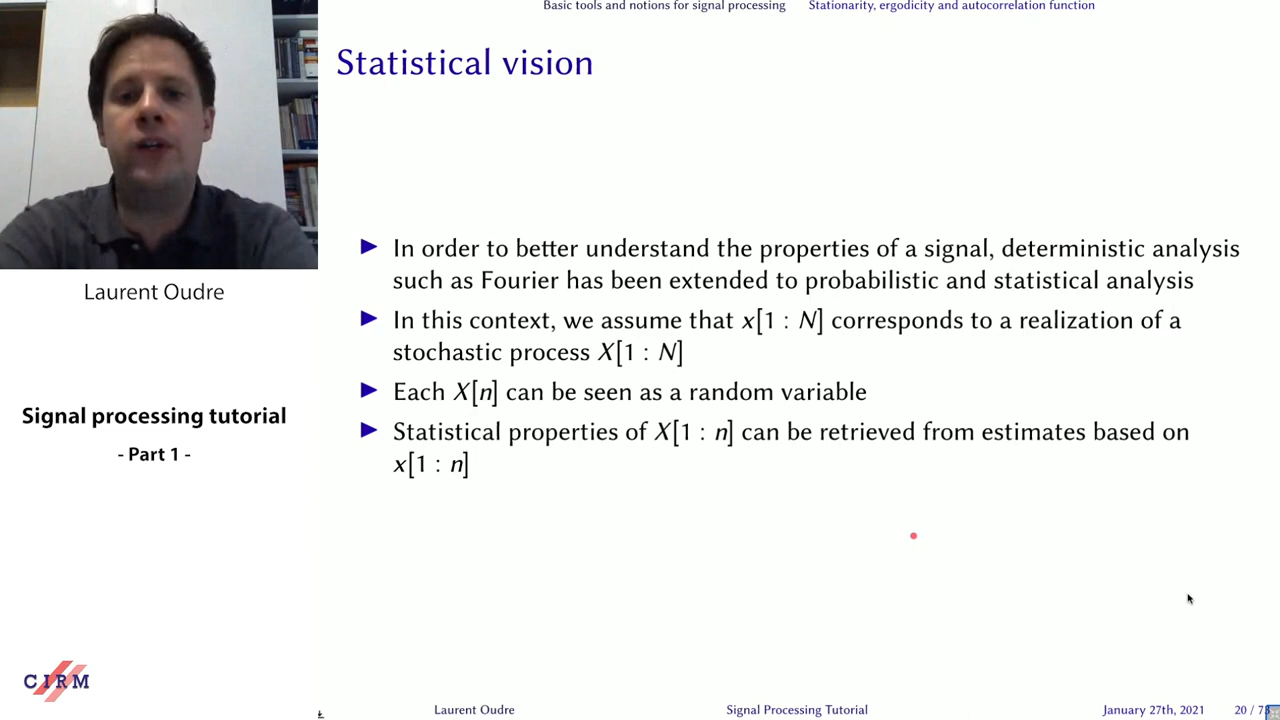 Basic tools and notions for signal processing Stationarity, ergodicity and autocorrelation function
Statistical vision
In order to better understand the properties of a signal, deterministic analysis
such as Fourier has been extended to probabilistic and statistical analysis
In this context, we assume that x[1 : N] corresponds to a realization of a
stochastic process X[1 : N]
Each X[n] can be seen as a random variable
Statistical properties of X[1 : n] can be retrieved from estimates based on
x[1 : n]
Laurent Oudre
Signal processing tutorial
- Part 1 -
CIRM
Laurent Oudre Signal Processing Tutorial January 27th, 2021 20 /